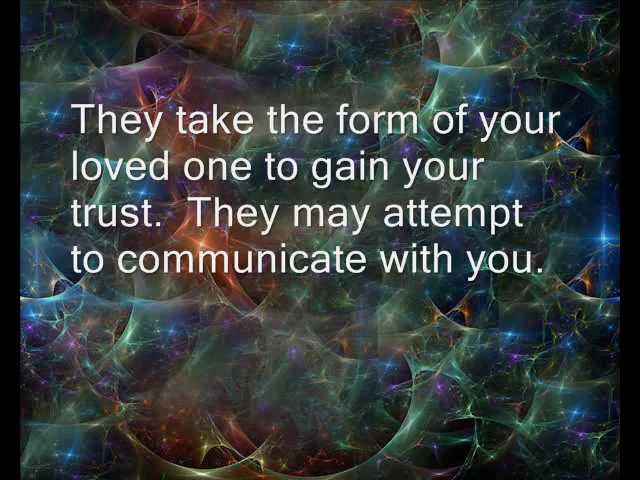 They take the form of your
loved one to gain your
trust.  They may attempt
to communicate with you.